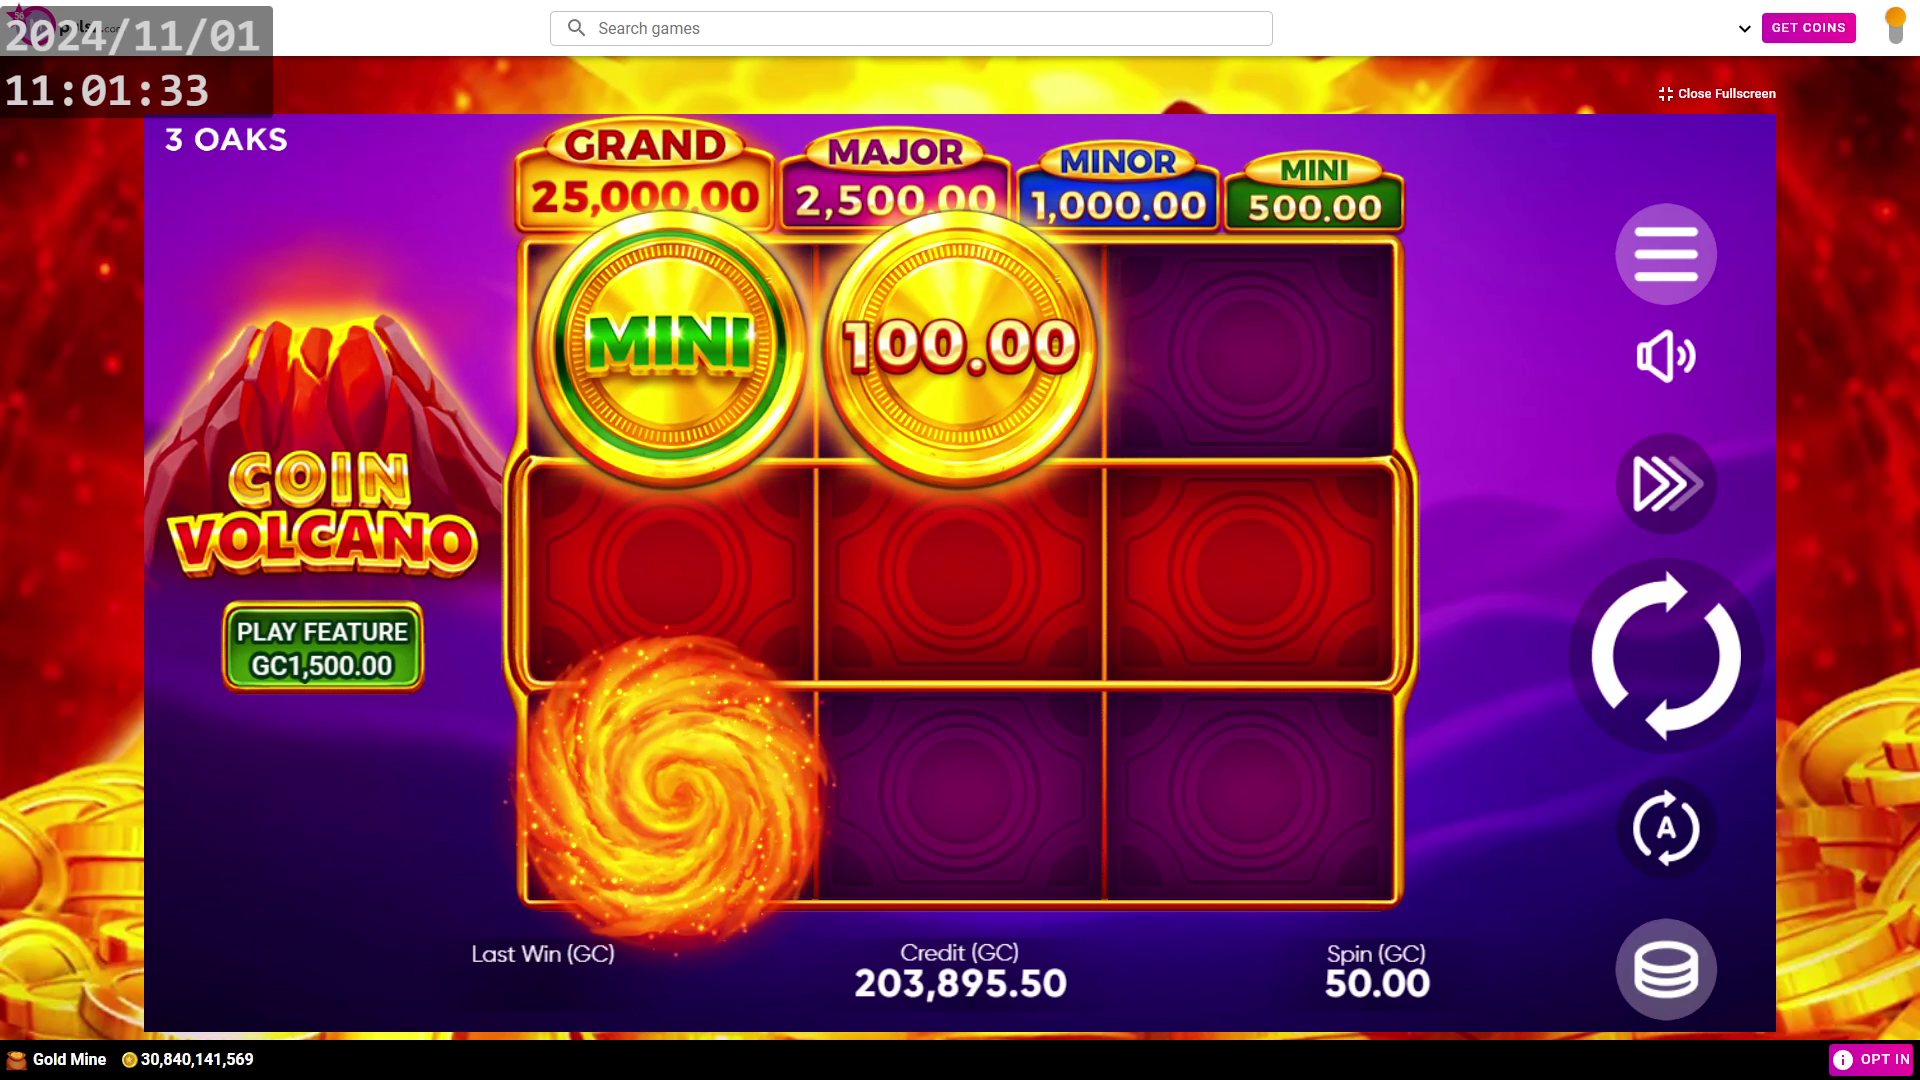 2024/11/01
11:01:33
Search games
GET COINS
Close Fullscreen
3 OAKS
GRAND
25,000.00
MAJOR
2,500.00
MINOR
1,000.00
MINI
500.00
MINI
100.00
COIN
VOLCANO
PLAY FEATURE
GC1,500.00
A
Last Win (GC)
Credit (GC)
203,895.50
Spin (GC)
50.00
Gold Mine
30,840,141,569
OPT IN